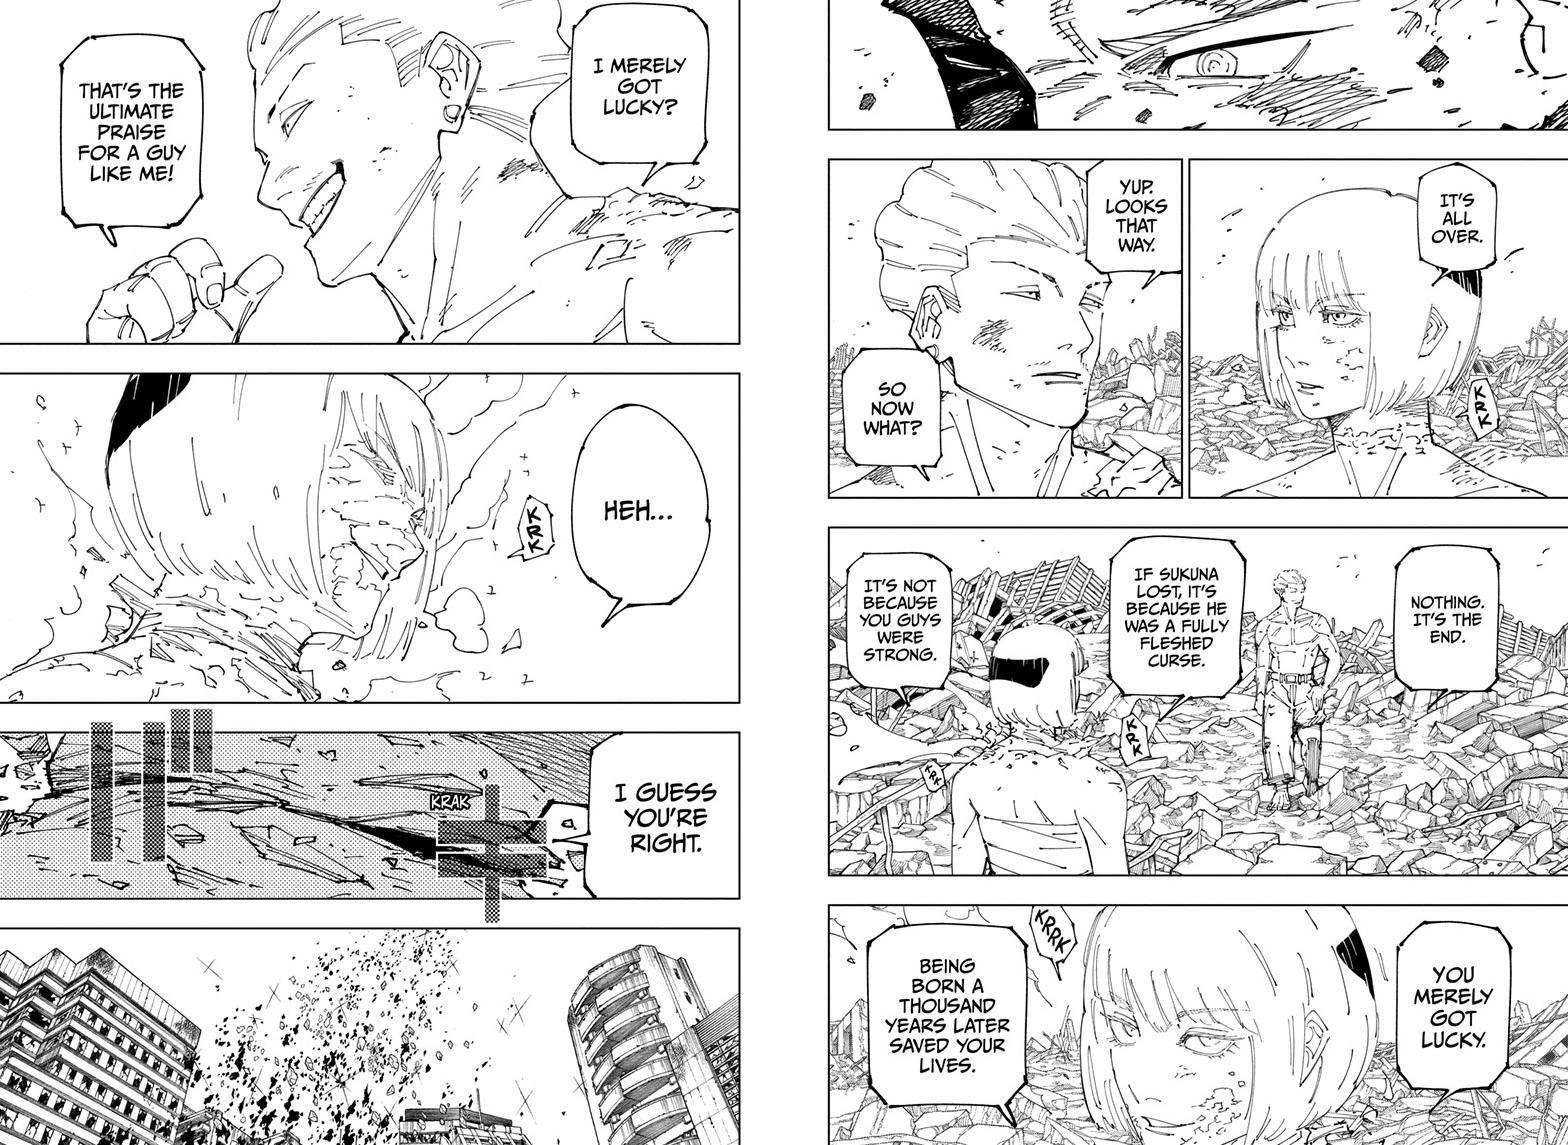 IT'S
ALL
OVER.
KRK
YUP.
LOOKS
THAT
WAY.
SO
NOW
WHAT?
NOTHING.
IT'S THE
END.
IF SUKUNA
LOST, IT'S
BECAUSE HE
WAS A FULLY
FLESHED
CURSE.
KRK
IT'S NOT
BECAUSE
YOU GUYS
WERE
STRONG.
KRK
YOU
MERELY
GOT
LUCKY.
KRRK
BEING
BORN A
THOUSAND
YEARS LATER
SAVED YOUR
LIVES.
I MERELY
GOT
LUCKY?
THAT'S THE
ULTIMATE
PRAISE
FOR A GUY
LIKE ME!
HEH...
KRK
I GUESS
YOU'RE
RIGHT.
KRAK